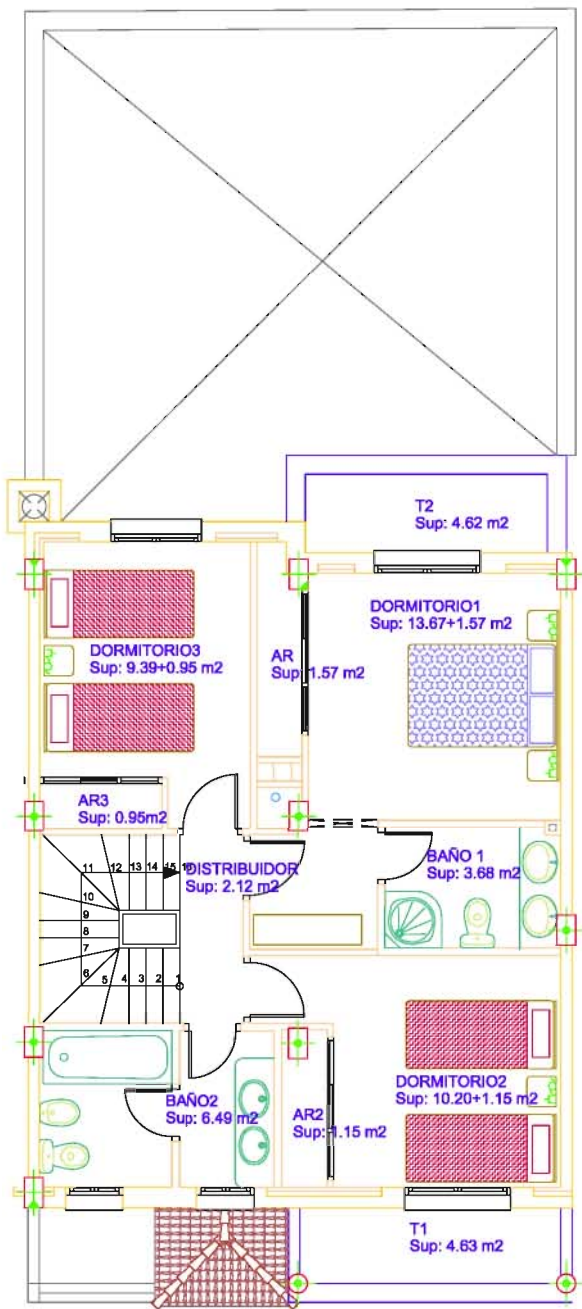 T2
Sup: 4.62 m2
DORMITORIO1
Sup: 13.67+1.57 m2
DORMITORIO3
Sup: 9.39+0.95 m2
AR
Sup: 1.57 m2
AR3
Sup: 0.95m2
DISTRIBUIDOR
Sup: 2.12 m2
BAÑO 1
Sup: 3.68 m2
11 12 13 14 15 16
10
9
8
7
6 5 4 3 2 1
BAÑO2
Sup: 6.49 m2
AR2
Sup: 1.15 m2
DORMITORIO2
Sup: 10.20+1.15 m2
T1
Sup: 4.63 m2